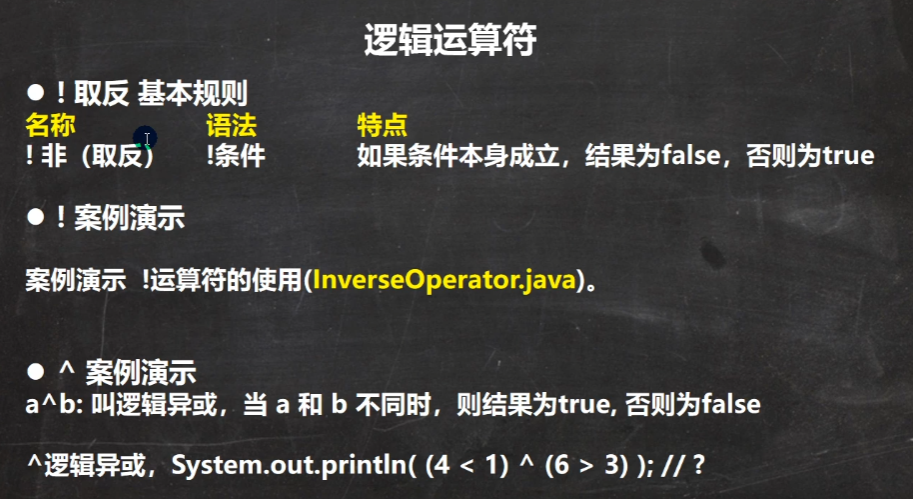 逻辑运算符
● ! 取反 基本规则
名称 语法 特点
! 非（取反） !条件 如果条件本身成立，结果为false，否则为true
● ! 案例演示
案例演示 !运算符的使用(InverseOperator.java)。
● ^ 案例演示
a^b: 叫逻辑异或，当 a 和 b 不同时，则结果为true, 否则为false
^逻辑异或，System.out.println( (4 < 1) ^ (6 > 3) ); // ?